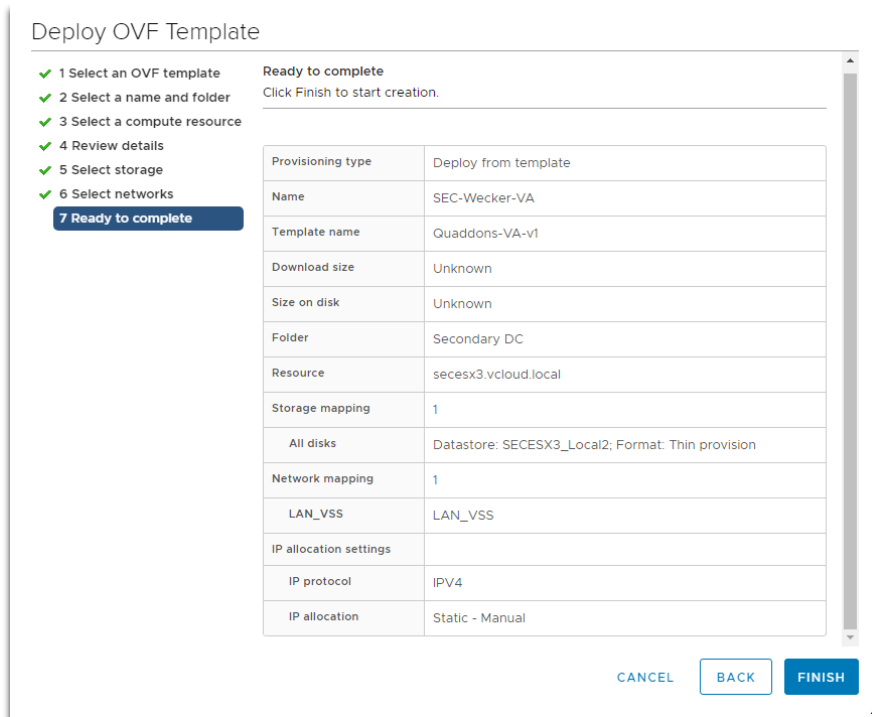 Deploy OVF Template
1 Select an OVF template
2 Select a name and folder
3 Select a compute resource
4 Review details
5 Select storage
6 Select networks
7 Ready to complete
Ready to complete
Click Finish to start creation.
Provisioning type Deploy from template
Name SEC-Wecker-VA
Template name Quaddons-VA-v1
Download size Unknown
Size on disk Unknown
Folder Secondary DC
Resource secesx3.vcloud.local
Storage mapping 1
All disks Datastore: SECESX3_Local2; Format: Thin provision
Network mapping 1
LAN_VSS LAN_VSS
IP allocation settings
IP protocol IPV4
IP allocation Static - Manual
CANCEL BACK FINISH